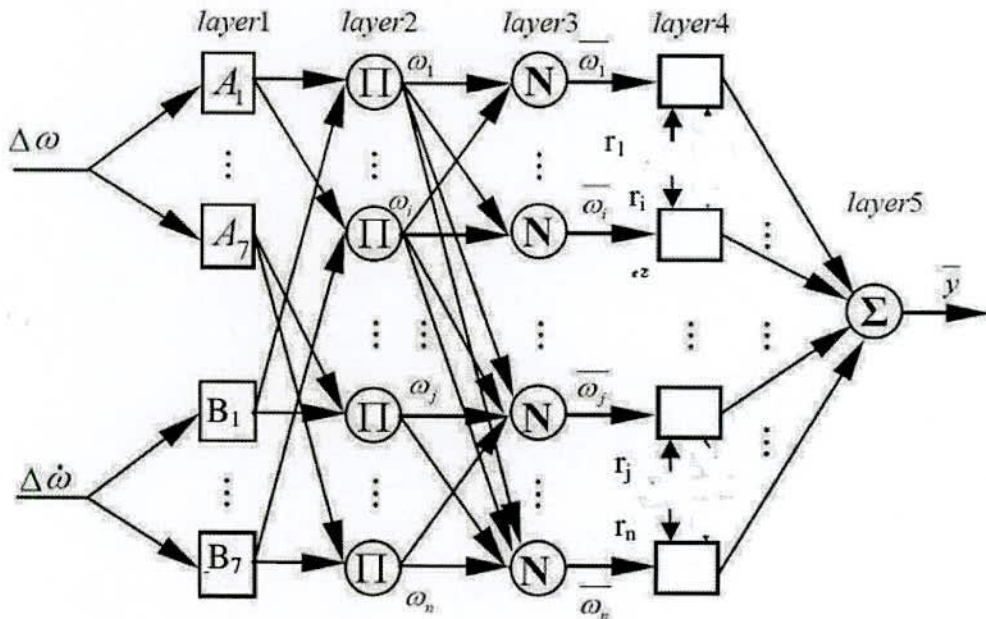 layer1 layer2 layer3 layer4
A₁ Π ω₁ N ω̅₁
Δω
⋮ ⋮ ⋮ r₁
A₇ Π ωᵢ N ω̅ᵢ rᵢ
layer5
Σ y̅
⋮ ⋮ ⋮ ⋮ ⋮ ⋮
B₁ Π ωⱼ N ω̅ⱼ
Δω̇
⋮ ⋮ ⋮ rⱼ
B₇ Π ωₙ N ω̅ₙ rₙ